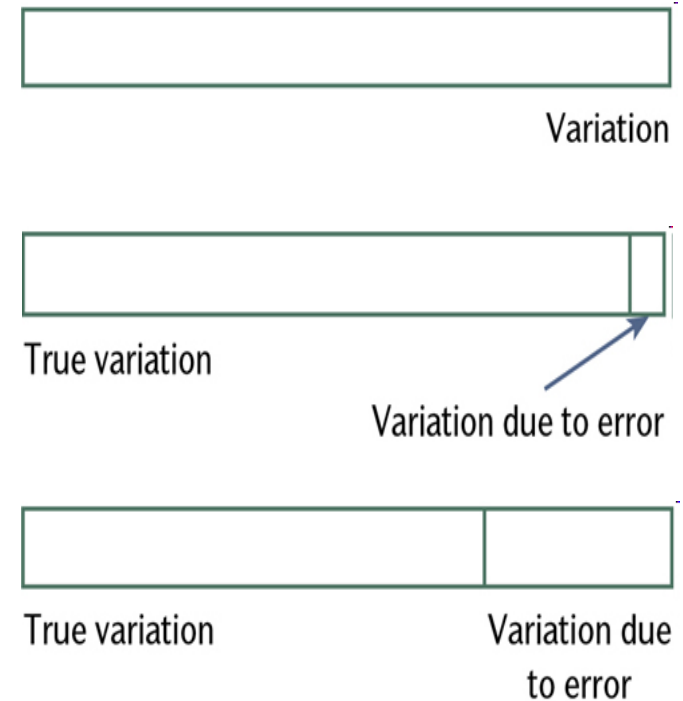 Variation
True variation
Variation due to error
True variation
Variation due
to error